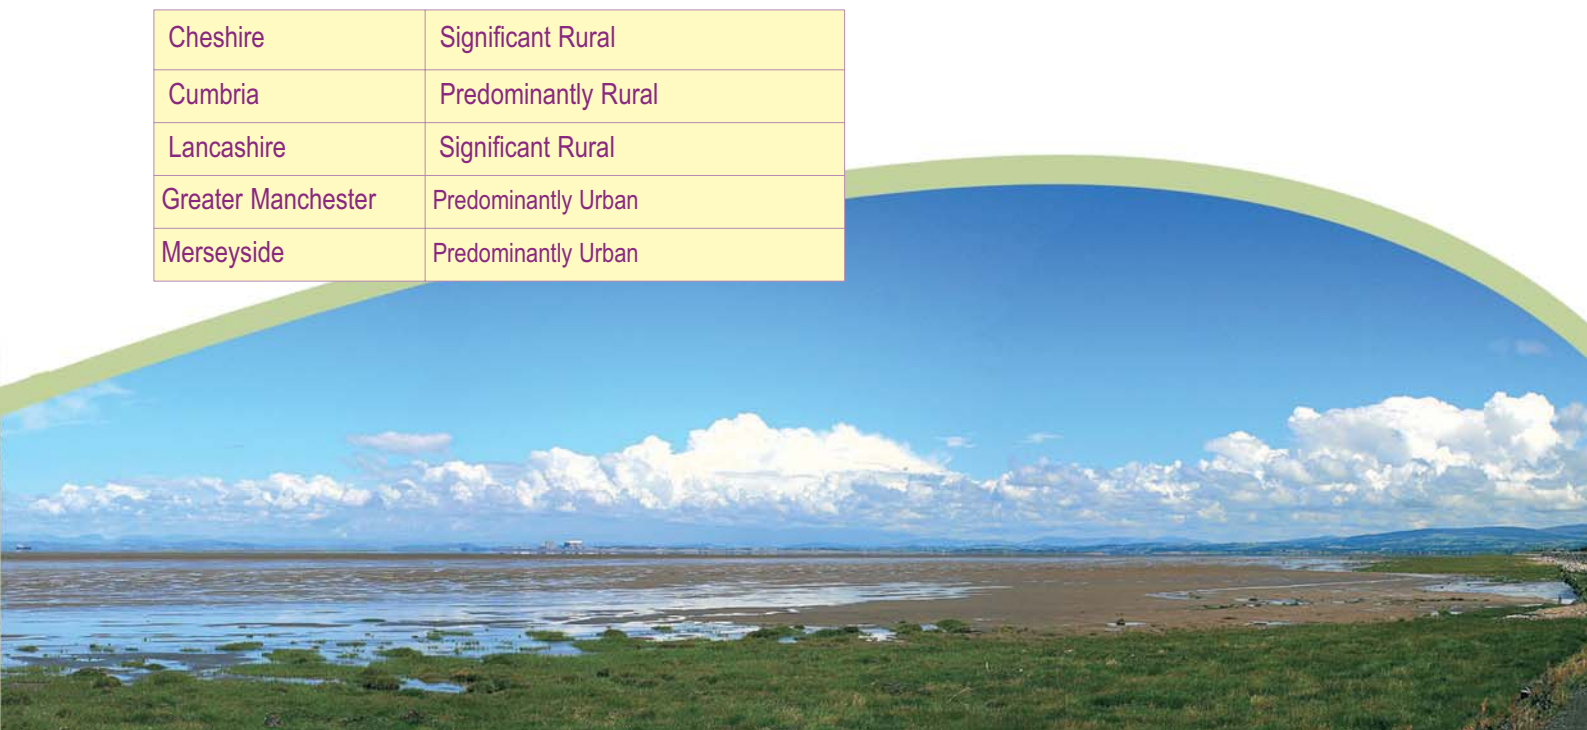 Cheshire Significant Rural
Cumbria Predominantly Rural
Lancashire Significant Rural
Greater Manchester Predominantly Urban
Merseyside Predominantly Urban